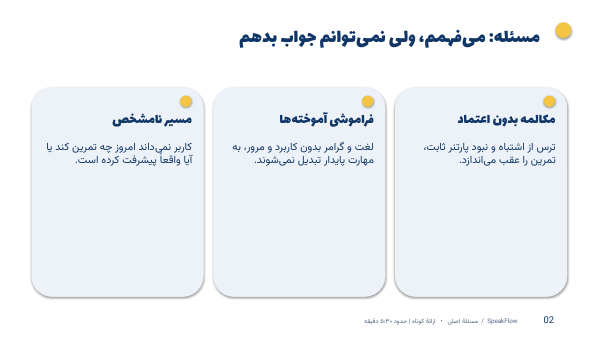 مسئله: می‌فهمم، ولی نمی‌توانم جواب بدهم
مکالمه بدون اعتماد
ترس از اشتباه و نبود پارتنر ثابت،
تمرین را عقب می‌اندازد.
فراموشی آموخته‌ها
لغت و گرامر بدون کاربرد و مرور، به
مهارت پایدار تبدیل نمی‌شوند.
مسیر نامشخص
کاربر نمی‌داند امروز چه تمرین کند یا
آیا واقعاً پیشرفت کرده است.
02
SpeakFlow / مسئلهٔ اصلی • ارائهٔ کوتاه | حدود ۵:۳۰ دقیقه